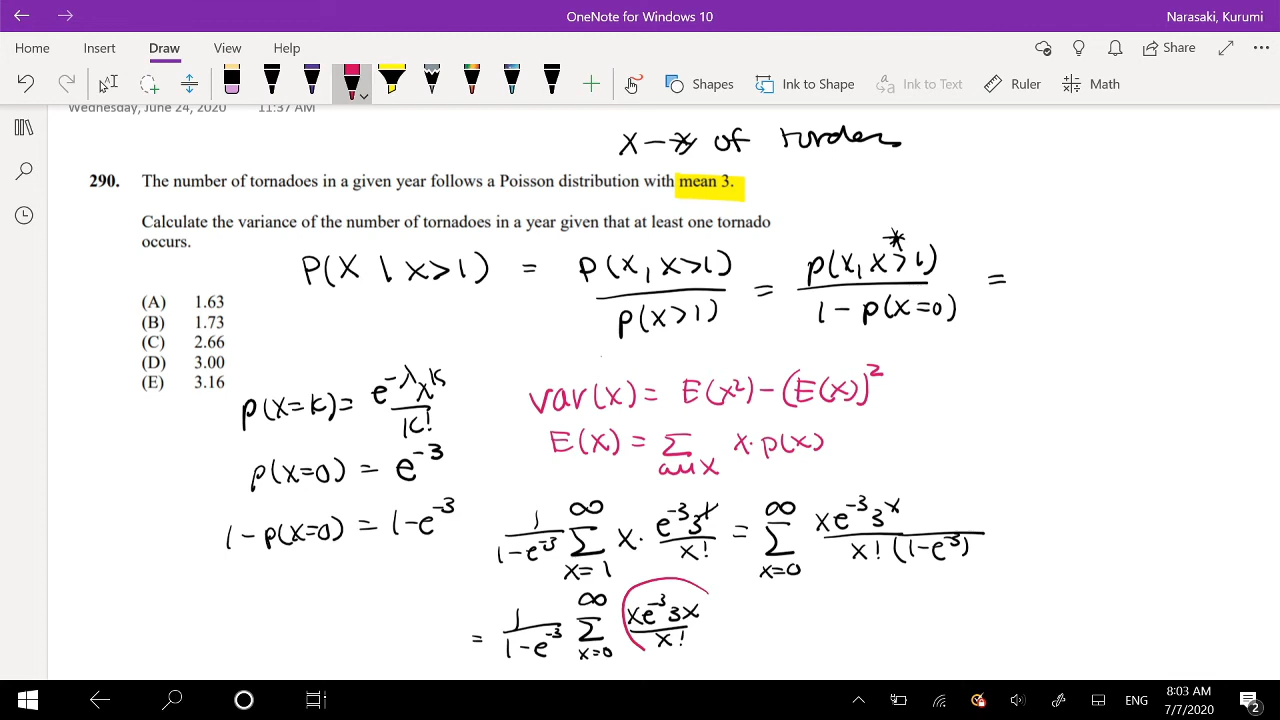 OneNote for Windows 10
Narasaki, Kurumi
Home Insert Draw View Help
Share
Shapes Ink to Shape Ink to Text Ruler Math
Wednesday, June 24, 2020 11:37 AM
290. The number of tornadoes in a given year follows a Poisson distribution with mean 3.
Calculate the variance of the number of tornadoes in a year given that at least one tornado
occurs.
P(X \ x>1) = P(X, X>1) / P(X>1) = P(X, X>1)* / 1 - P(X=0) =
(A) 1.63
(B) 1.73
(C) 2.66
(D) 3.00
(E) 3.16
P(X=K) = e^-λ x^K / K!
var(X) = E(X²) - (E(X))²
E(X) = Σ all X x·p(x)
P(X=0) = e^-3
1 - P(X=0) = 1 - e^-3
1 / 1-e^-3 Σ x=1 ∞ x· e^-3 3^x / x! = Σ x=0 ∞ x e^-3 3^x / x! (1-e^-3)
= 1 / 1-e^-3 Σ x=0 ∞ x e^-3 3^x / x!
ENG
8:03 AM
7/7/2020
2